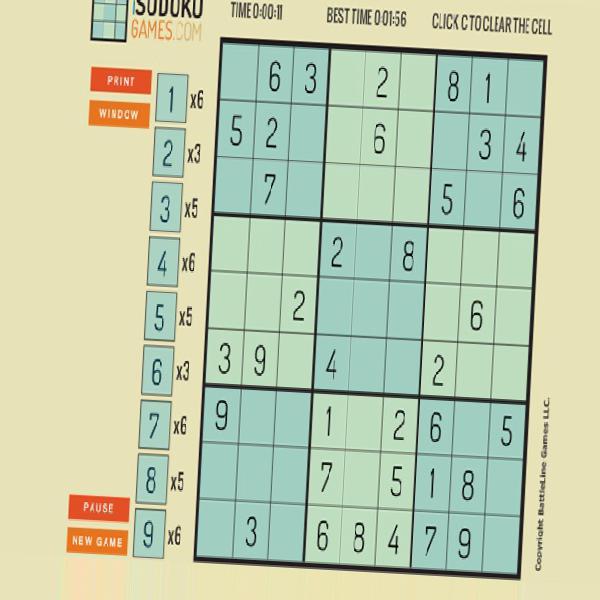 SUDOKU
GAMES.COM
TIME 0:00:11 BEST TIME 0:01:56 CLICK C TO CLEAR THE CELL
PRINT
WINDOW
1 x6
2 x3
3 x5
4 x6
5 x5
6 x3
7 x6
8 x5
9 x6
PAUSE
NEW GAME
6 3 2 8 1
5 2 6 3 4
7 5 6
2 8
2 6
3 9 4 2
9 1 2 6 5
7 5 1 8
3 6 8 4 7 9
Copyright BattleLine Games LLC.